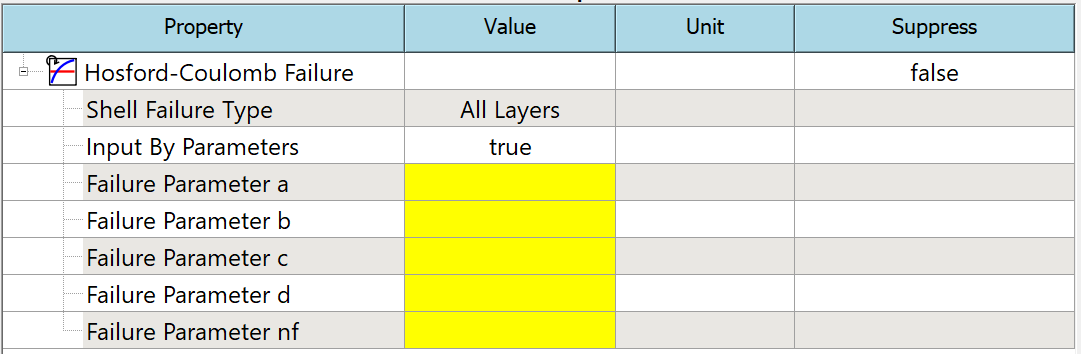 Property Value Unit Suppress
Hosford-Coulomb Failure false
Shell Failure Type All Layers
Input By Parameters true
Failure Parameter a
Failure Parameter b
Failure Parameter c
Failure Parameter d
Failure Parameter nf